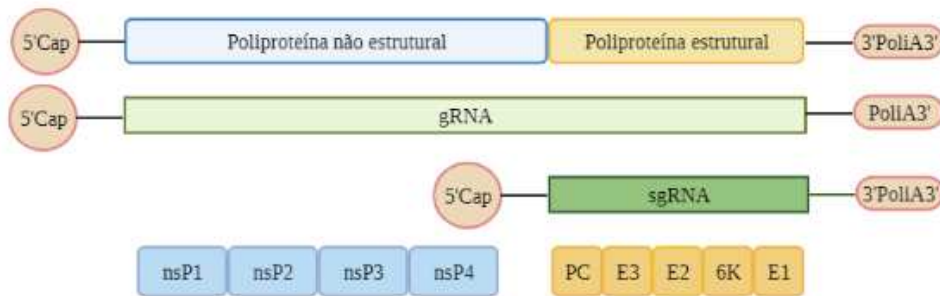 5'Cap Poliproteína não estrutural Poliproteína estrutural 3'PoliA3'
5'Cap gRNA PoliA3'
5'Cap sgRNA 3'PoliA3'
nsP1 nsP2 nsP3 nsP4 PC E3 E2 6K E1